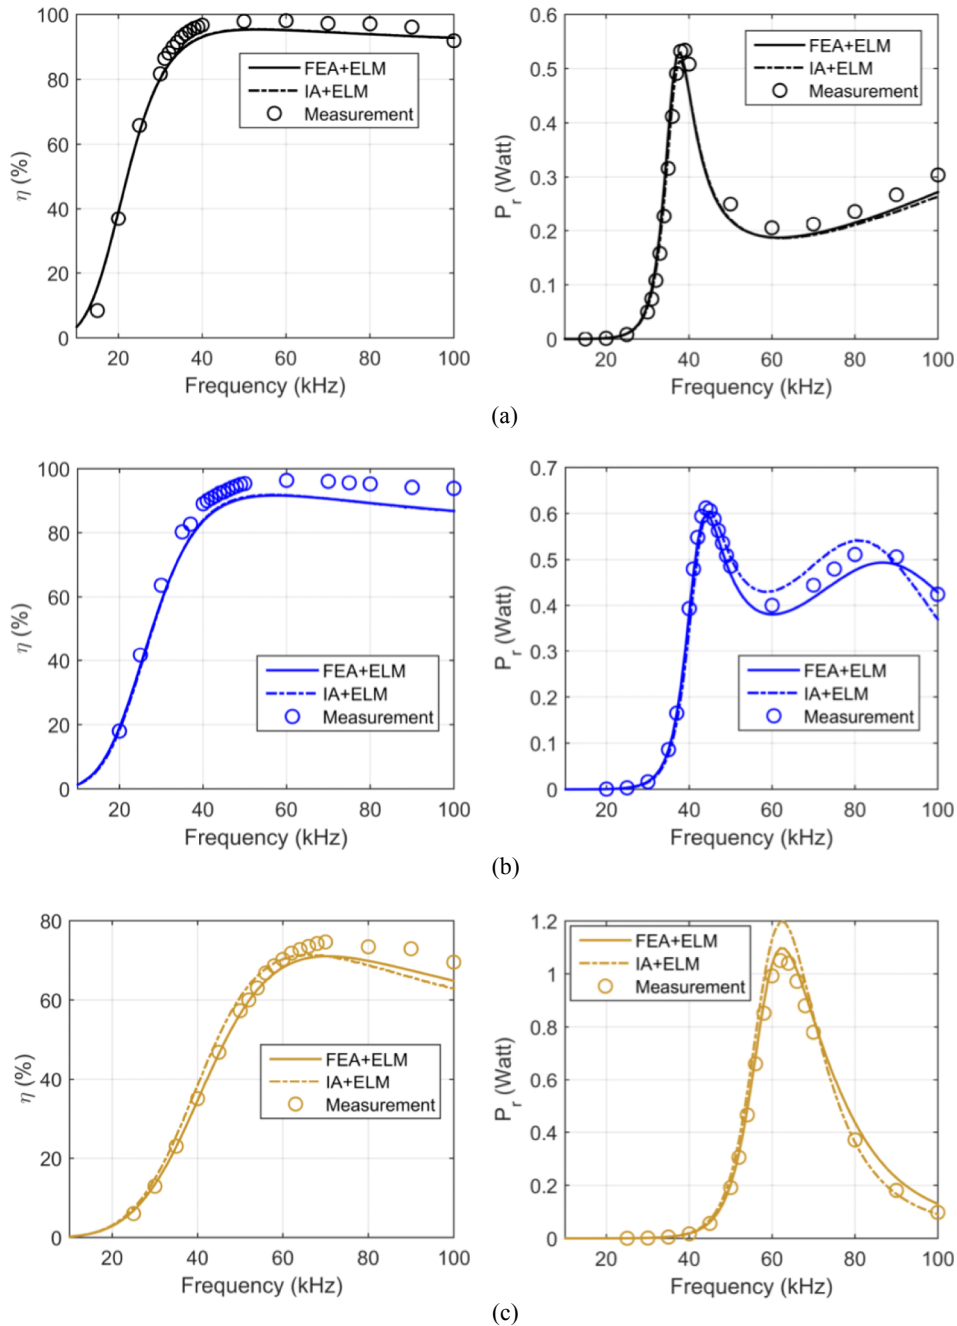 100
80
60
40
20
0
η (%)
FEA+ELM
IA+ELM
Measurement
20 40 60 80 100
Frequency (kHz)
0.6
0.5
0.4
0.3
0.2
0.1
0
P_r (Watt)
FEA+ELM
IA+ELM
Measurement
20 40 60 80 100
Frequency (kHz)
(a)
100
80
60
40
20
0
η (%)
FEA+ELM
IA+ELM
Measurement
20 40 60 80 100
Frequency (kHz)
0.7
0.6
0.5
0.4
0.3
0.2
0.1
0
P_r (Watt)
FEA+ELM
IA+ELM
Measurement
20 40 60 80 100
Frequency (kHz)
(b)
80
60
40
20
0
η (%)
FEA+ELM
IA+ELM
Measurement
20 40 60 80 100
Frequency (kHz)
1.2
1
0.8
0.6
0.4
0.2
0
P_r (Watt)
FEA+ELM
IA+ELM
Measurement
20 40 60 80 100
Frequency (kHz)
(c)